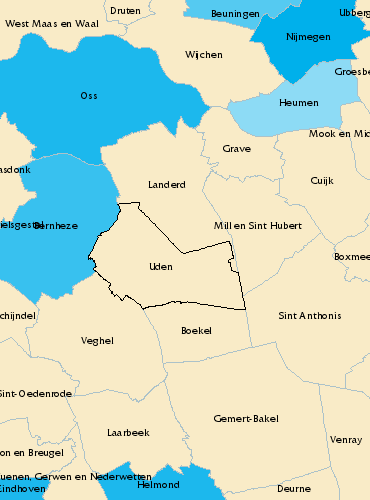 Druten
Beuningen
Ubberg
West Maas en Waal
Nijmegen
Wijchen
Groesbe
Oss
Heumen
Mook en Mid
Grave
asdonk
Landerd
Cuijk
ielsgestel
Bernheze
Mill en Sint Hubert
Boxmee
Uden
chijndel
Sint Anthonis
Boekel
Veghel
Sint-Oedenrode
Gemert-Bakel
Laarbeek
Venray
on en Breugel
uenen, Gerwen en Nederwetten
Eindhoven
Helmond
Deurne